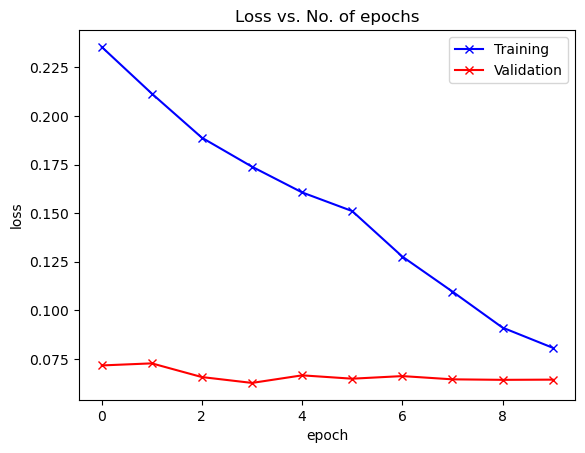 Loss vs. No. of epochs
Training
Validation
0.225
0.200
0.175
0.150
0.125
0.100
0.075
loss
0 2 4 6 8
epoch